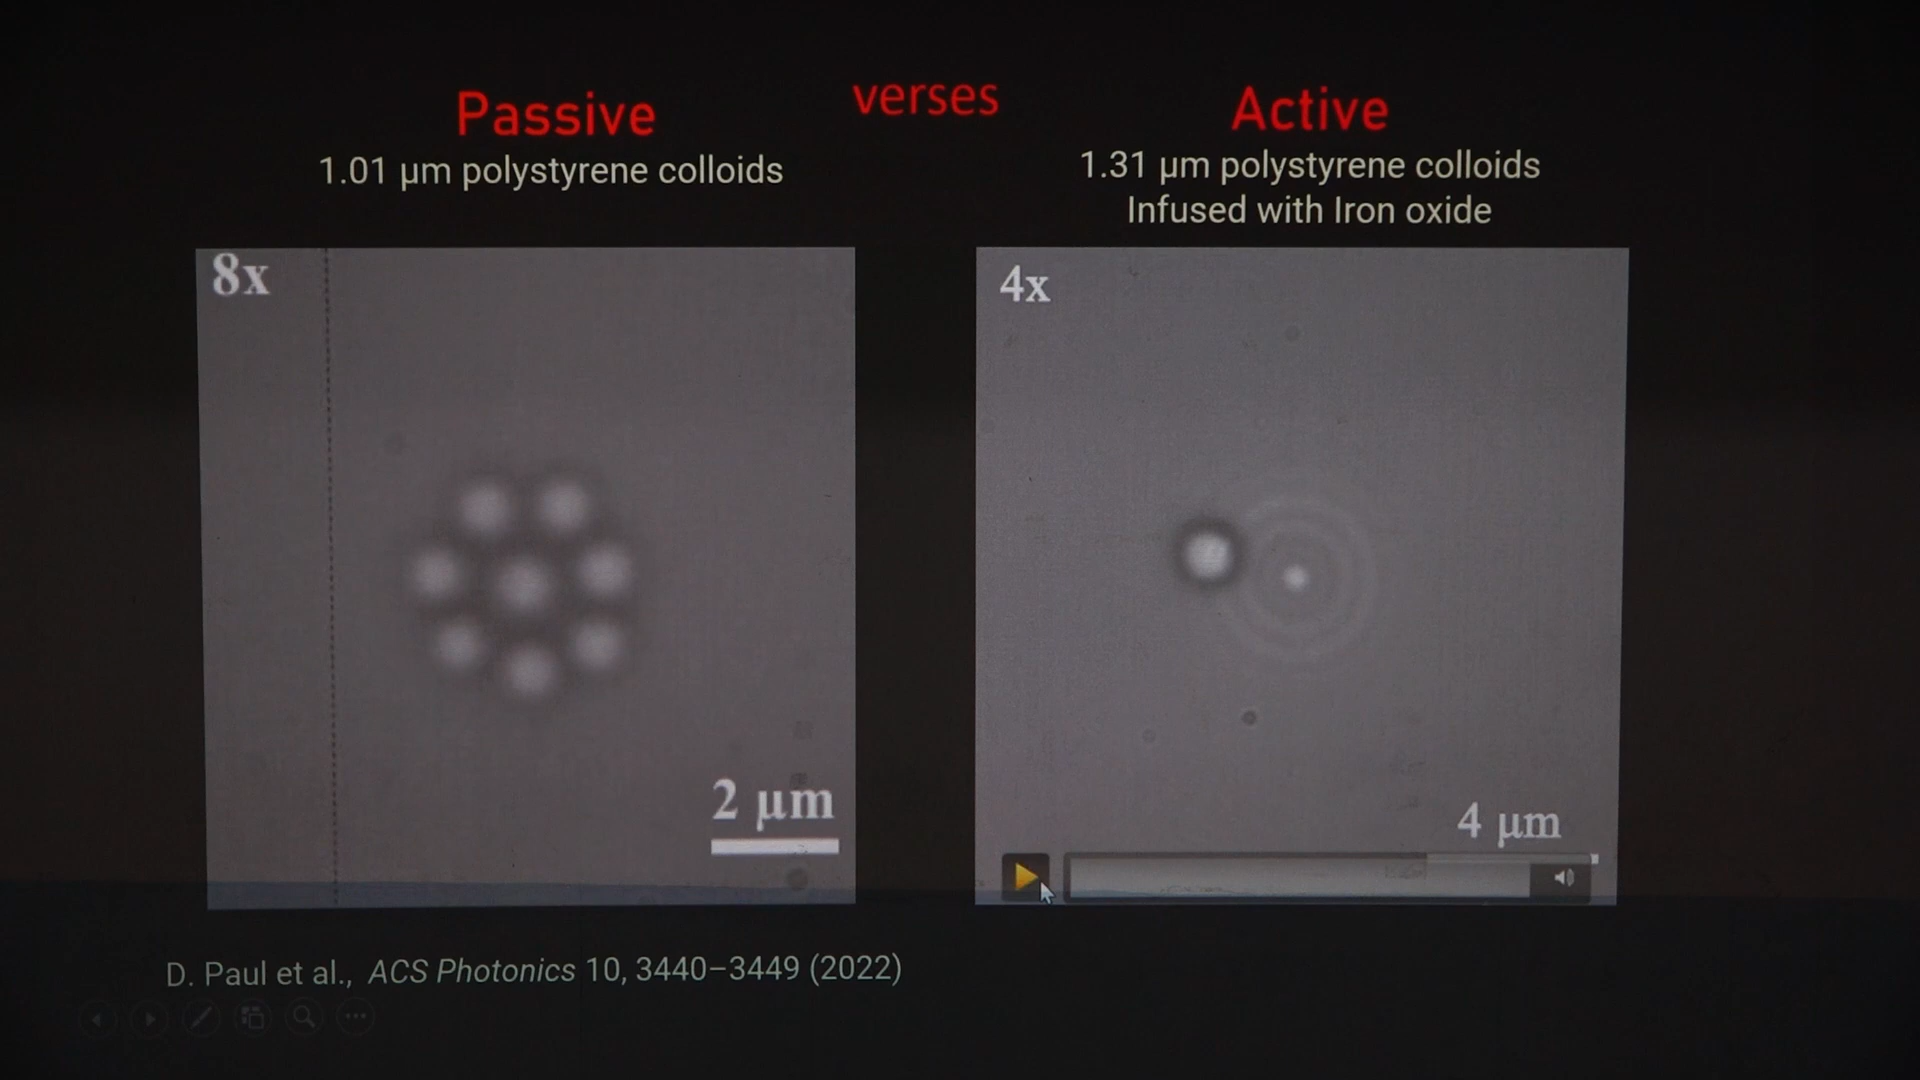 Passive verses Active
1.01 µm polystyrene colloids
1.31 µm polystyrene colloids
Infused with Iron oxide
8x
4x
2 µm
4 µm
D. Paul et al., ACS Photonics 10, 3440–3449 (2022)